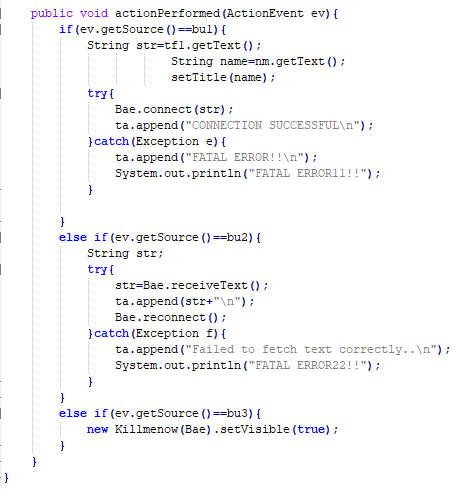 public void actionPerformed(ActionEvent ev){
if(ev.getSource()==bu1){
String str=tf1.getText();
String name=nm.getText();
setTitle(name);
try{
Bae.connect(str);
ta.append("CONNECTION SUCCESSFUL\n");
}catch(Exception e){
ta.append("FATAL ERROR!!\n");
System.out.println("FATAL ERROR11!!");
}
}
else if(ev.getSource()==bu2){
String str;
try{
str=Bae.receiveText();
ta.append(str+"\n");
Bae.reconnect();
}catch(Exception f){
ta.append("Failed to fetch text correctly..\n");
System.out.println("FATAL ERROR22!!");
}
}
else if(ev.getSource()==bu3){
new Killmenow(Bae).setVisible(true);
}
}
}